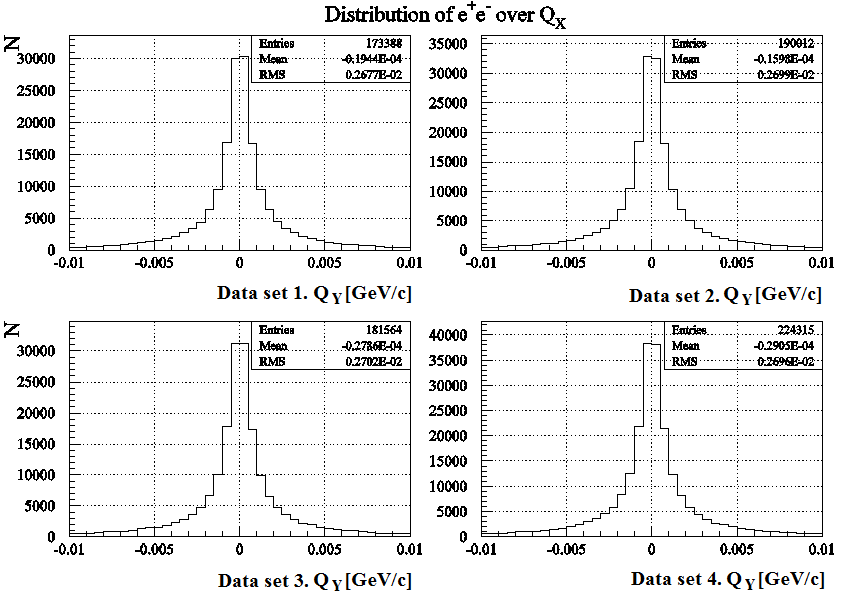 Distribution of e+e- over QX
N
Entries 173388
Mean -0.1944E-04
RMS 0.2677E-02
30000
25000
20000
15000
10000
5000
0
-0.01 -0.005 0 0.005 0.01
Data set 1. QY [GeV/c]
Entries 190012
Mean -0.1598E-04
RMS 0.2699E-02
35000
30000
25000
20000
15000
10000
5000
0
-0.01 -0.005 0 0.005 0.01
Data set 2. QY [GeV/c]
N
Entries 181564
Mean -0.2786E-04
RMS 0.2702E-02
30000
25000
20000
15000
10000
5000
0
-0.01 -0.005 0 0.005 0.01
Data set 3. QY [GeV/c]
Entries 224315
Mean -0.2905E-04
RMS 0.2696E-02
40000
35000
30000
25000
20000
15000
10000
5000
0
-0.01 -0.005 0 0.005 0.01
Data set 4. QY [GeV/c]